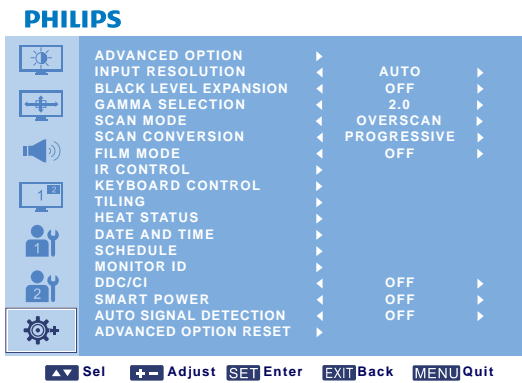 PHILIPS
ADVANCED OPTION
INPUT RESOLUTION AUTO
BLACK LEVEL EXPANSION OFF
GAMMA SELECTION 2.0
SCAN MODE OVERSCAN
SCAN CONVERSION PROGRESSIVE
FILM MODE OFF
IR CONTROL
KEYBOARD CONTROL
TILING
HEAT STATUS
DATE AND TIME
SCHEDULE
MONITOR ID
DDC/CI OFF
SMART POWER OFF
AUTO SIGNAL DETECTION OFF
ADVANCED OPTION RESET
1 2
1
2
Sel Adjust SET Enter EXIT Back MENU Quit